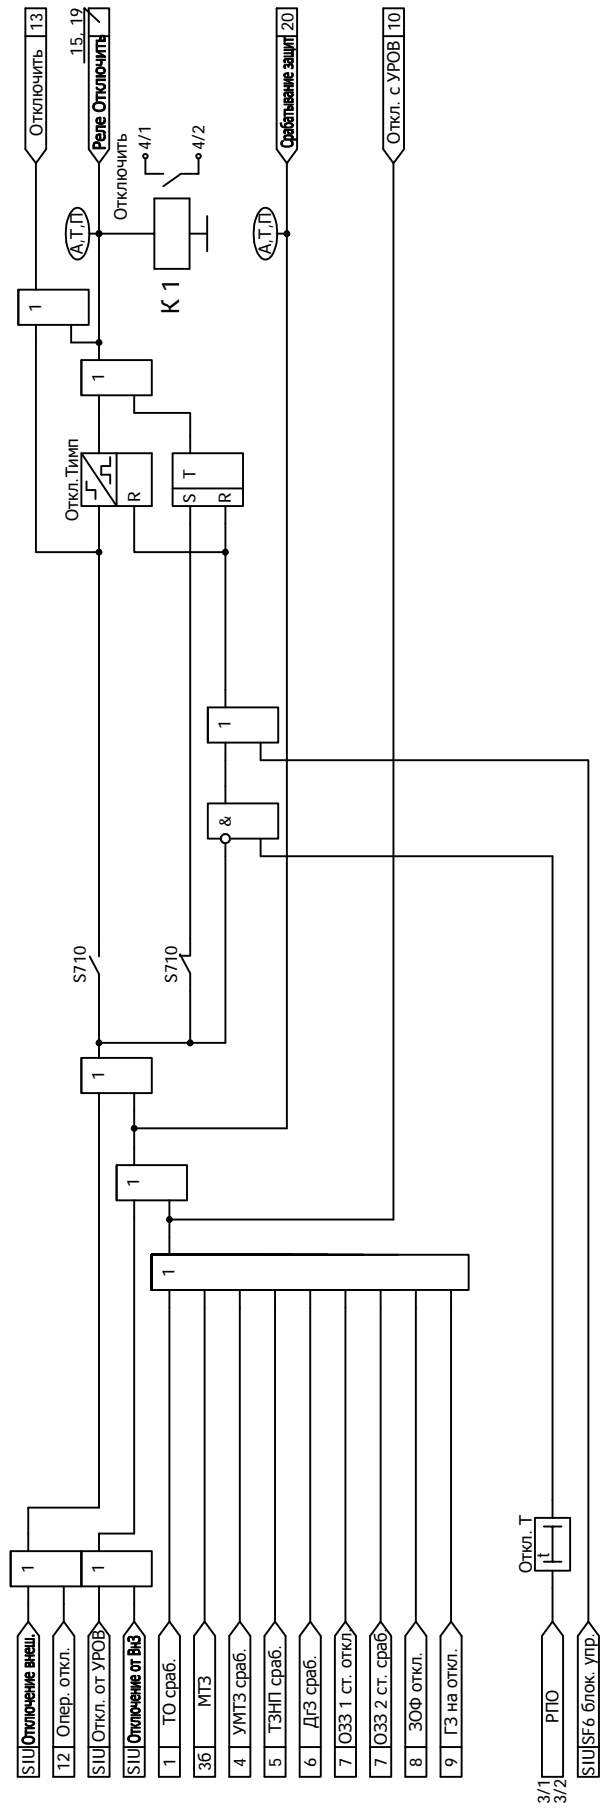 13
Отключить
15, 19
Реле Отключить
20
Срабатывание защит
10
Откл. с УРОВ
Отключить
4/1
4/2
А,Т,П
К 1
А,Т,П
1
1
Откл. Тимп
R
T
S
R
1
&
S710
S710
1
1
1
1
1
Откл. Т
t
SIU
Отключение внеш.
12
Опер. откл.
SIU
Откл. от УРОВ
SIU
Отключение от ВнЗ
1
ТО сраб.
3б
МТЗ
4
УМТЗ сраб.
5
ТЗНП сраб.
6
ДгЗ сраб.
7
ОЗЗ 1 ст. откл.
7
ОЗЗ 2 ст. сраб.
8
ЗОФ откл.
9
ГЗ на откл.
3/1
3/2
РПО
SIU
SF6 блок. упр.